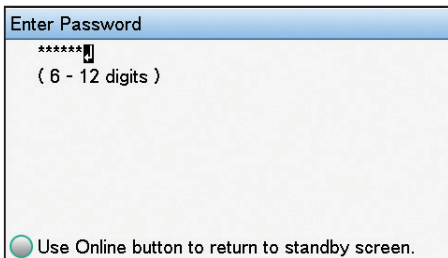 Enter Password
******↲
( 6 - 12 digits )
Use Online button to return to standby screen.